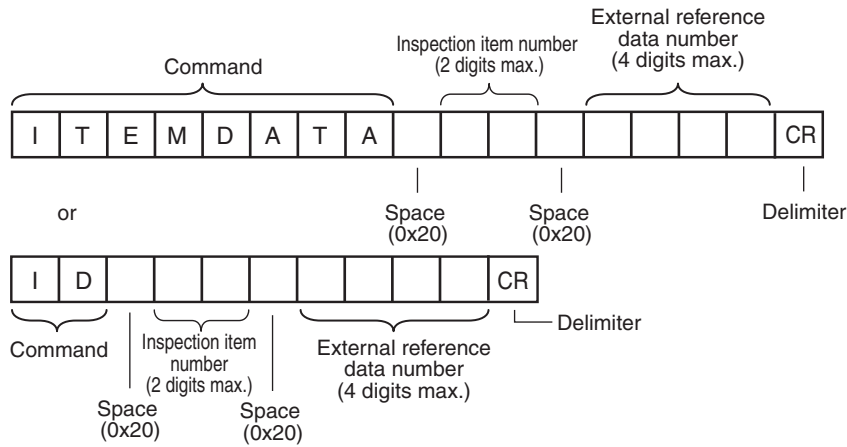 External reference
data number
(4 digits max.)
Inspection item number
(2 digits max.)
Command
I T E M D A T A CR
Space
(0x20)
Space
(0x20)
Delimiter
or
I D CR
Delimiter
Command
Inspection item
number
(2 digits max.)
External reference
data number
(4 digits max.)
Space
(0x20)
Space
(0x20)